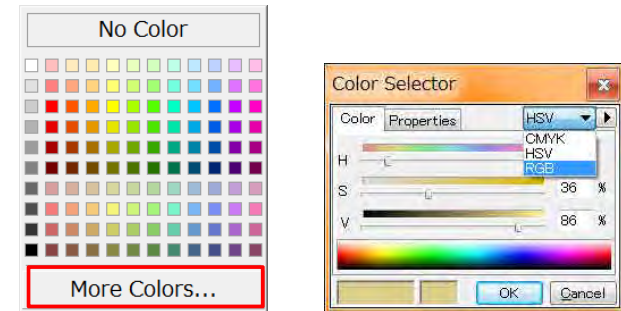 No Color
More Colors...
Color Selector
Color Properties HSV
CMYK
HSV
RGB
H
S 36 %
V 86 %
OK Cancel